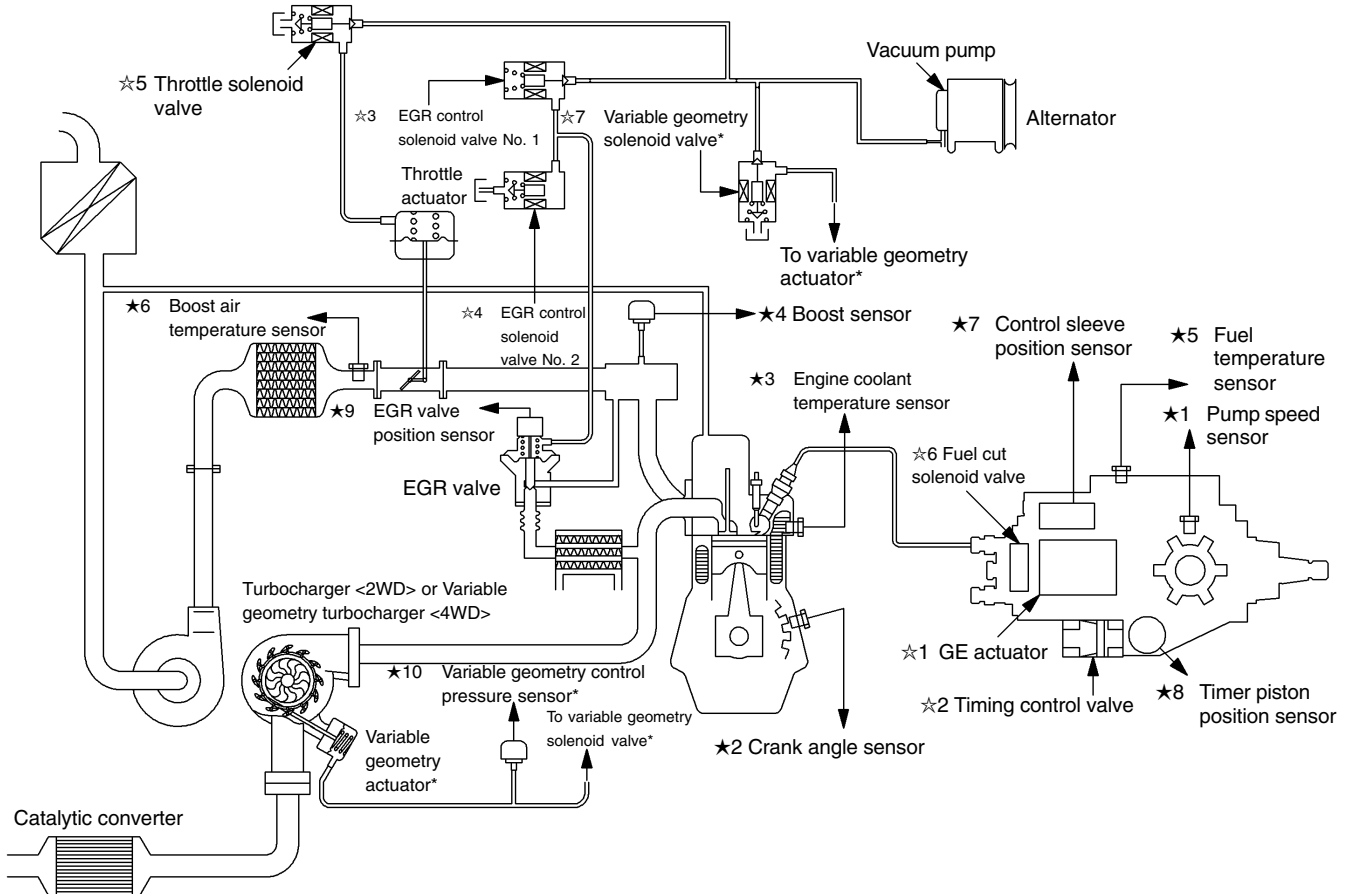 ☆5 Throttle solenoid
valve
Vacuum pump
Alternator
☆3 EGR control
solenoid valve No. 1
☆7 Variable geometry
solenoid valve*
Throttle
actuator
To variable geometry
actuator*
★6 Boost air
temperature sensor
☆4 EGR control
solenoid
valve No. 2
★4 Boost sensor
★7 Control sleeve
position sensor
★5 Fuel
temperature
sensor
★3 Engine coolant
temperature sensor
★9 EGR valve
position sensor
★1 Pump speed
sensor
☆6 Fuel cut
solenoid valve
EGR valve
Turbocharger <2WD> or Variable
geometry turbocharger <4WD>
☆1 GE actuator
★10 Variable geometry control
pressure sensor*
☆2 Timing control valve
★8 Timer piston
position sensor
To variable geometry
solenoid valve*
★2 Crank angle sensor
Variable
geometry
actuator*
Catalytic converter